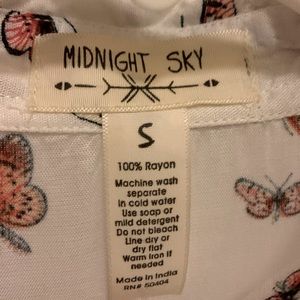 MIDNIGHT SKY
S
100% Rayon
Machine wash
separate
in cold water
Use soap or
mild detergent
Do not bleach
Line dry or
dry flat
Warm Iron if
needed
Made in India
RN# 50404